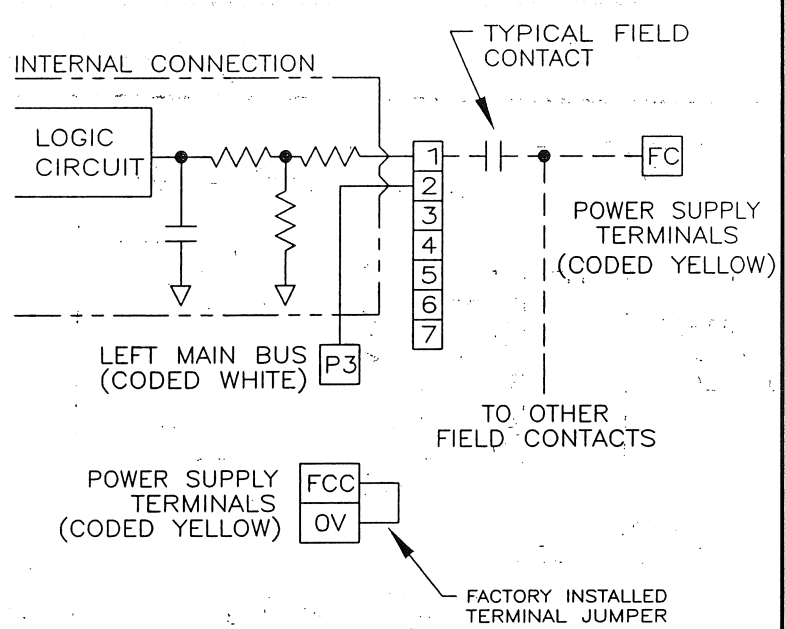 TYPICAL FIELD
CONTACT
INTERNAL CONNECTION
LOGIC
CIRCUIT
1
2
3
4
5
6
7
FC
POWER SUPPLY
TERMINALS
(CODED YELLOW)
LEFT MAIN BUS
(CODED WHITE)
P3
TO OTHER
FIELD CONTACTS
POWER SUPPLY
TERMINALS
(CODED YELLOW)
FCC
0V
FACTORY INSTALLED
TERMINAL JUMPER